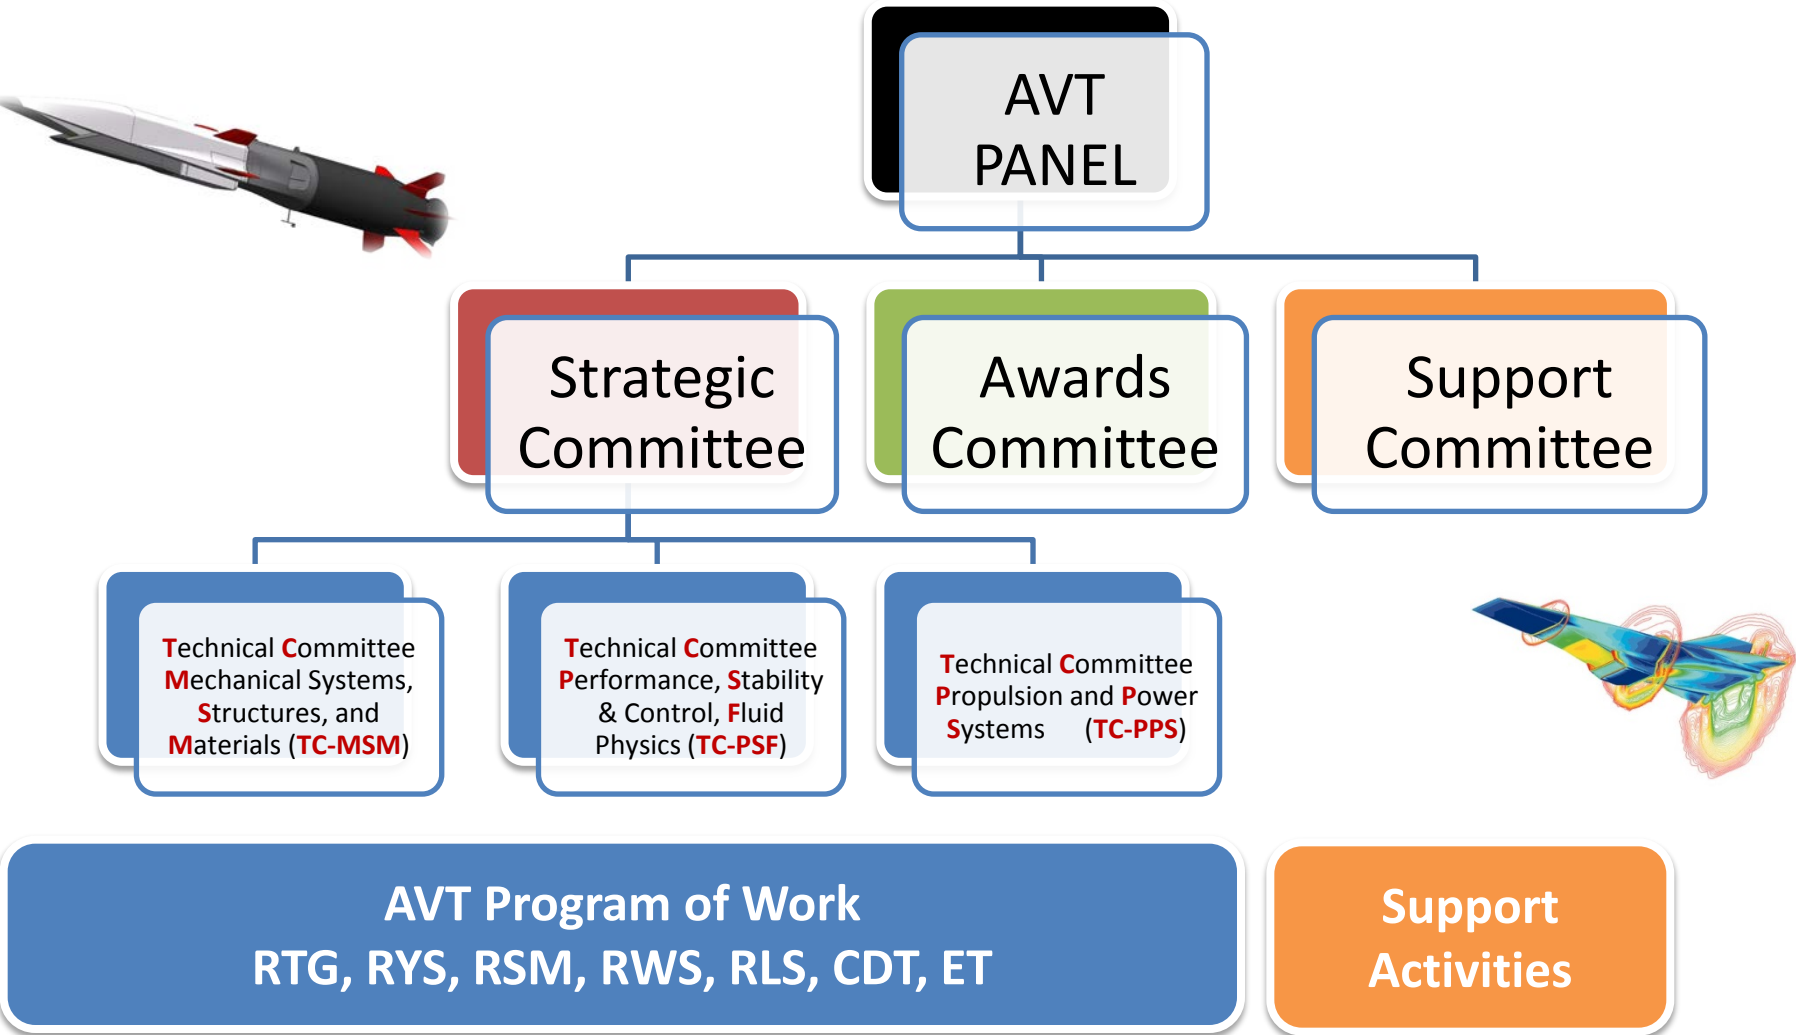 AVT
PANEL
Strategic
Committee
Awards
Committee
Support
Committee
Technical Committee
Mechanical Systems,
Structures, and
Materials (TC-MSM)
Technical Committee
Performance, Stability
& Control, Fluid
Physics (TC-PSF)
Technical Committee
Propulsion and Power
Systems (TC-PPS)
AVT Program of Work
RTG, RYS, RSM, RWS, RLS, CDT, ET
Support
Activities